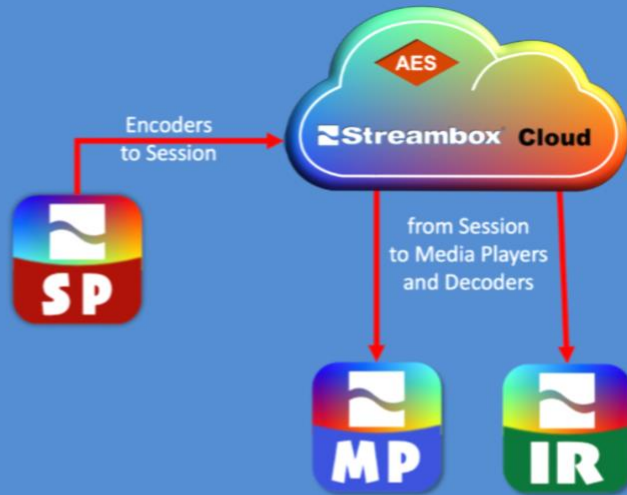 AES
Streambox Cloud
Encoders
to Session
from Session
to Media Players
and Decoders
SP
MP
IR